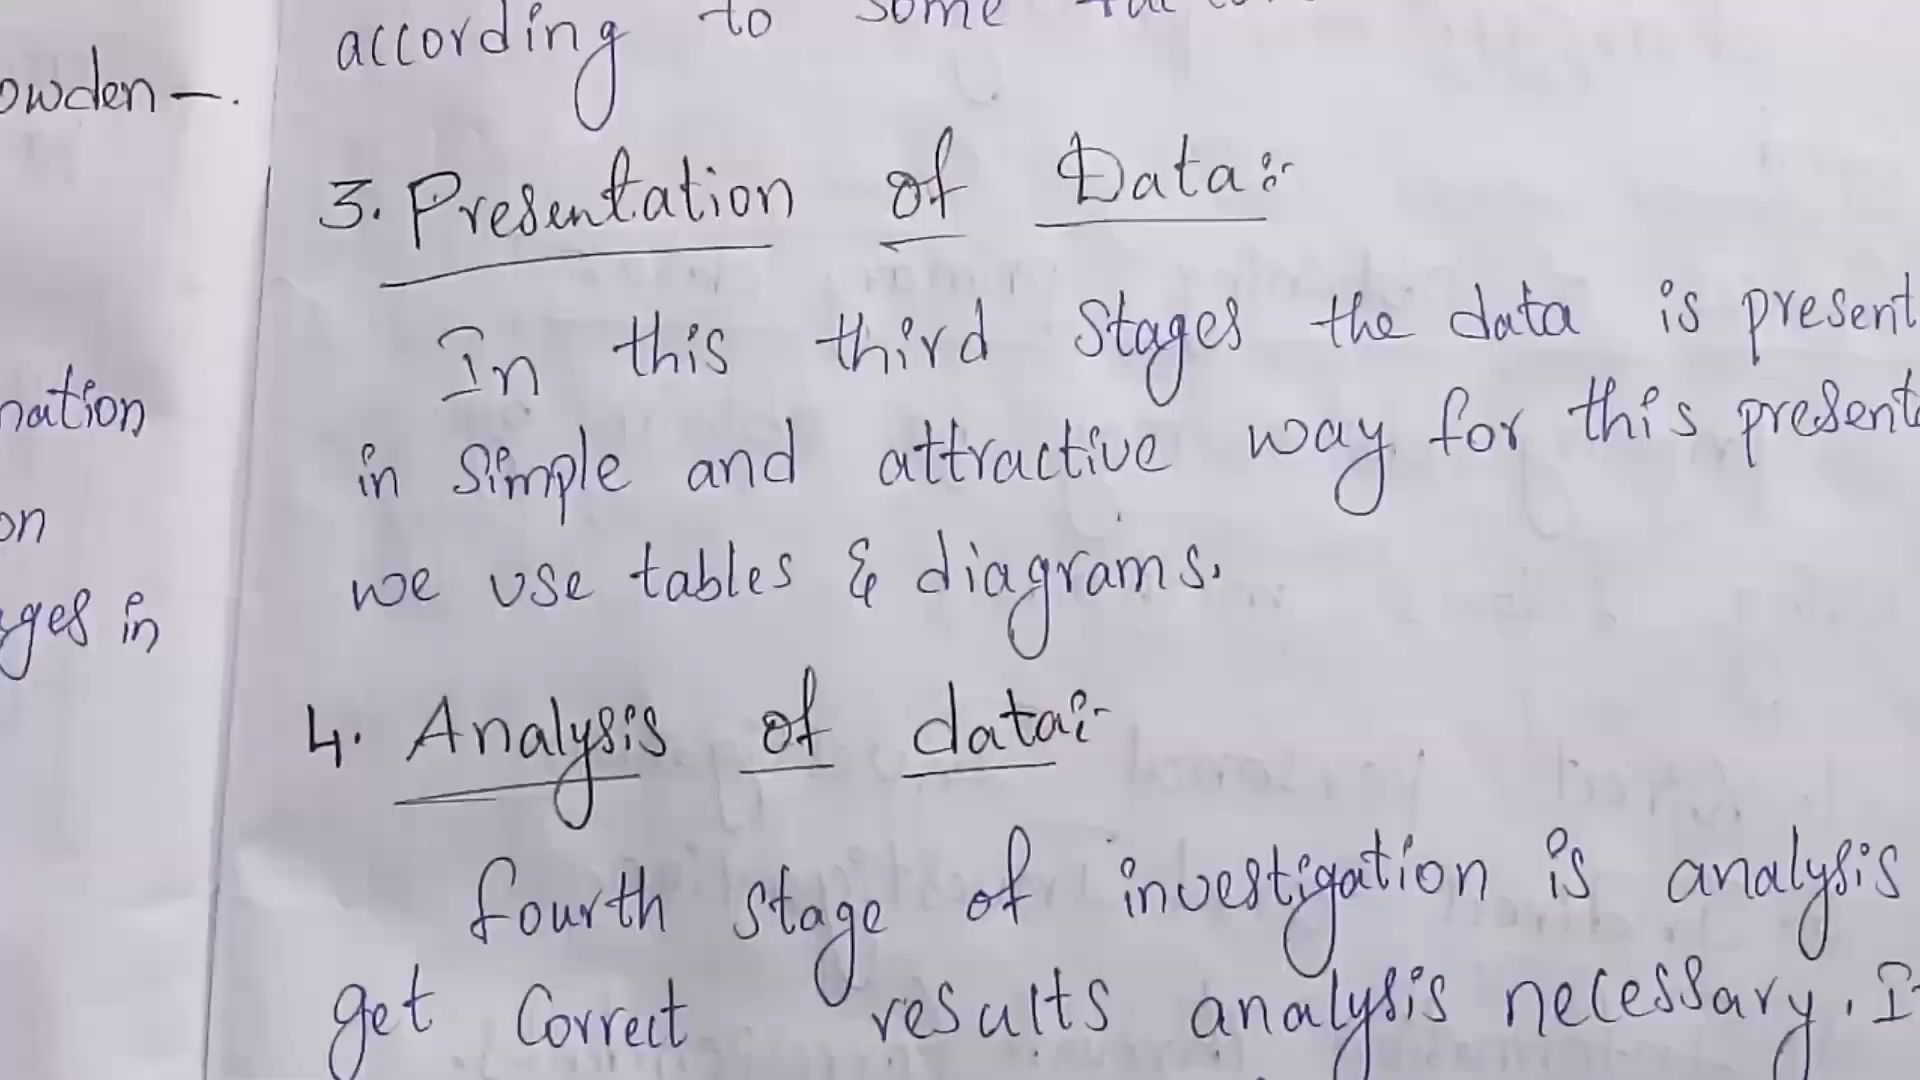 according to some
3. Presentation of Data:-
In this third stages the data is present
in simple and attractive way for this present
we use tables & diagrams.
4. Analysis of data:-
fourth stage of investigation is analysis
get correct results analysis necessary. I
owden -.
nation
on
ges in